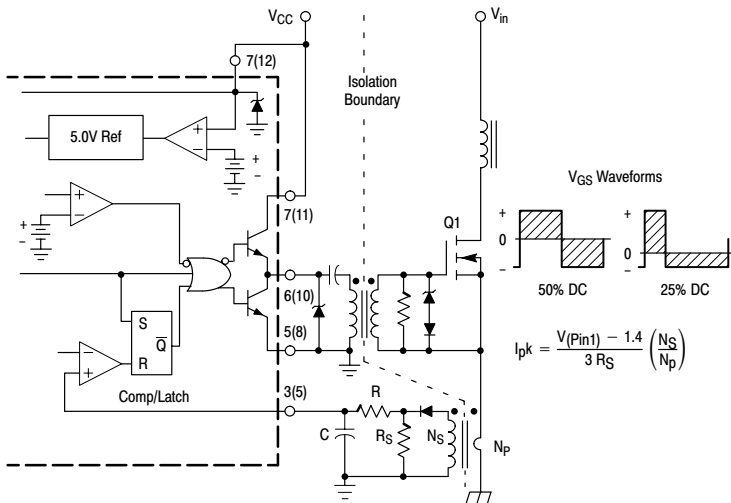 VCC
Vin
7(12)
Isolation
Boundary
5.0V Ref
+
−
+
−
+
−
+
−
7(11)
VGS Waveforms
Q1
+
0
−
+
0
−
50% DC
25% DC
6(10)
S
Q̅
R
5(8)
Ipk = V(Pin1) − 1.4 / 3 RS (NS / Np)
−
+
Comp/Latch
3(5)
R
C
RS
NS
NP